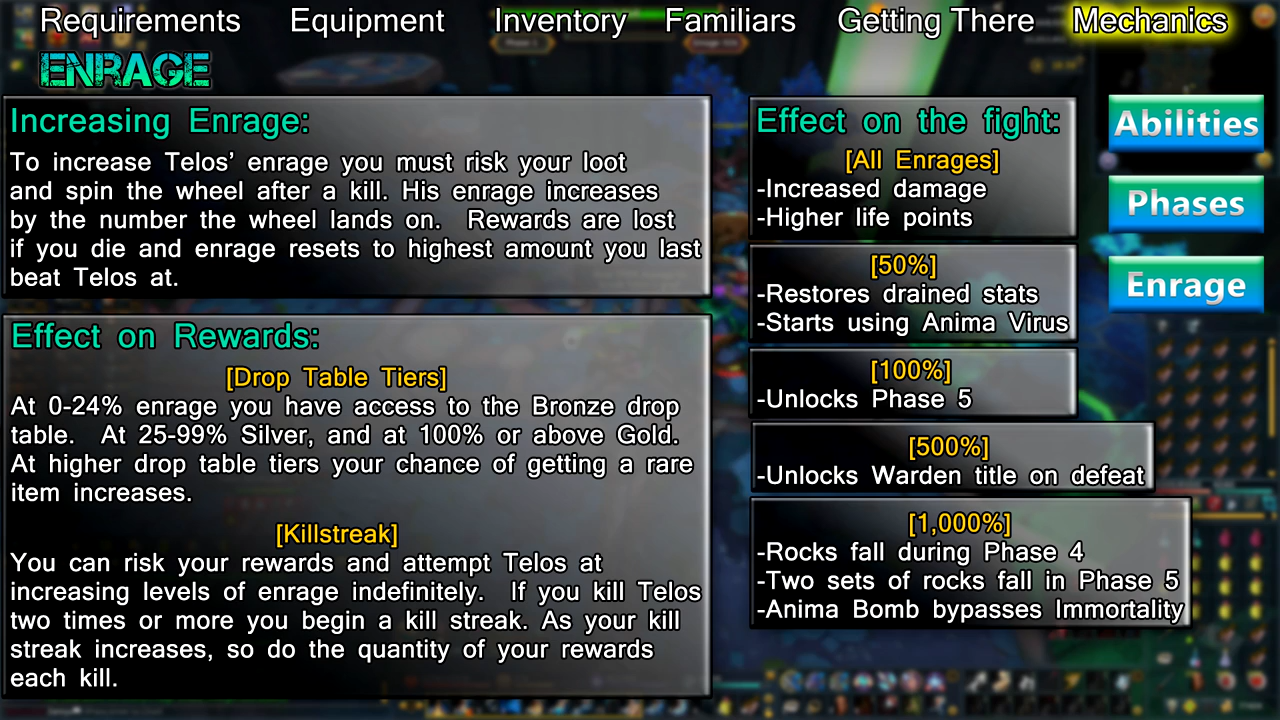 Requirements Equipment Inventory Familiars Getting There Mechanics
ENRAGE
Increasing Enrage:
To increase Telos’ enrage you must risk your loot
and spin the wheel after a kill. His enrage increases
by the number the wheel lands on. Rewards are lost
if you die and enrage resets to highest amount you last
beat Telos at.
Effect on Rewards:
[Drop Table Tiers]
At 0-24% enrage you have access to the Bronze drop
table. At 25-99% Silver, and at 100% or above Gold.
At higher drop table tiers your chance of getting a rare
item increases.
[Killstreak]
You can risk your rewards and attempt Telos at
increasing levels of enrage indefinitely. If you kill Telos
two times or more you begin a kill streak. As your kill
streak increases, so do the quantity of your rewards
each kill.
Effect on the fight:
[All Enrages]
-Increased damage
-Higher life points
[50%]
-Restores drained stats
-Starts using Anima Virus
[100%]
-Unlocks Phase 5
[500%]
-Unlocks Warden title on defeat
[1,000%]
-Rocks fall during Phase 4
-Two sets of rocks fall in Phase 5
-Anima Bomb bypasses Immortality
Abilities
Phases
Enrage